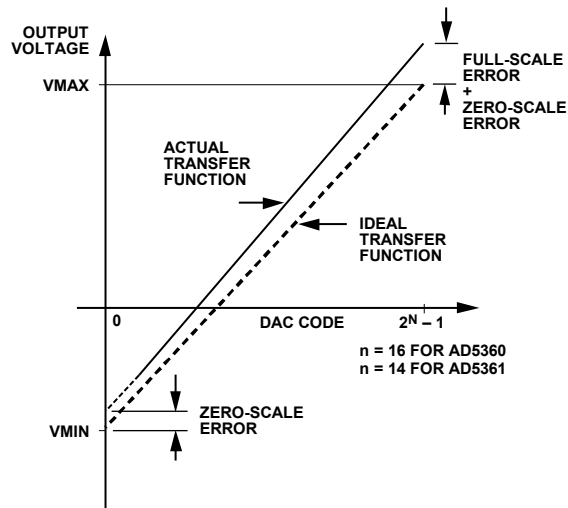 OUTPUT
VOLTAGE
VMAX
FULL-SCALE
ERROR
+
ZERO-SCALE
ERROR
ACTUAL
TRANSFER
FUNCTION
IDEAL
TRANSFER
FUNCTION
0
DAC CODE
2ᴺ – 1
n = 16 FOR AD5360
n = 14 FOR AD5361
ZERO-SCALE
ERROR
VMIN